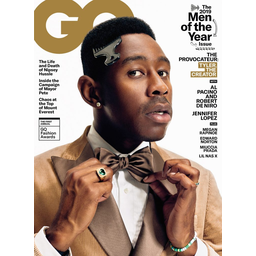 GQ
The
2019
Men of
the Year
Issue
The Life
and Death
of Nipsey
Hussle
Inside the
Campaign
of Mayor
Pete
Chaos at the
Top of
Mount Everest
GQ
Fashion
Awards
THE
PROVOCATEUR
TYLER
THE
CREATOR
AL
PACINO
AND
ROBERT
DE NIRO
JENNIFER
LOPEZ
MEGAN
RAPINOE
EDWARD
NORTON
MIUCCIA
PRADA
LIL NAS X